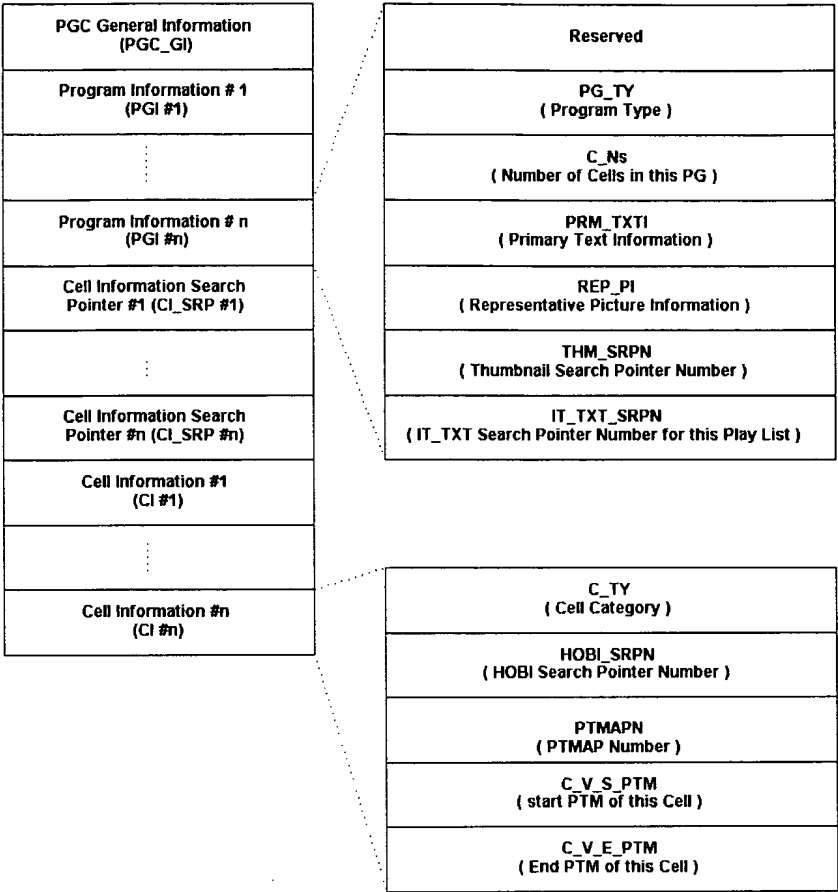 PGC General Information
(PGC_GI)
Program Information # 1
(PGI #1)
Program Information # n
(PGI #n)
Cell Information Search
Pointer #1 (CI_SRP #1)
Cell Information Search
Pointer #n (CI_SRP #n)
Cell Information #1
(CI #1)
Cell Information #n
(CI #n)
Reserved
PG_TY
( Program Type )
C_Ns
( Number of Cells in this PG )
PRM_TXTI
( Primary Text Information )
REP_PI
( Representative Picture Information )
THM_SRPN
( Thumbnail Search Pointer Number )
IT_TXT_SRPN
( IT_TXT Search Pointer Number for this Play List )
C_TY
( Cell Category )
HOBI_SRPN
( HOBI Search Pointer Number )
PTMAPN
( PTMAP Number )
C_V_S_PTM
( start PTM of this Cell )
C_V_E_PTM
( End PTM of this Cell )